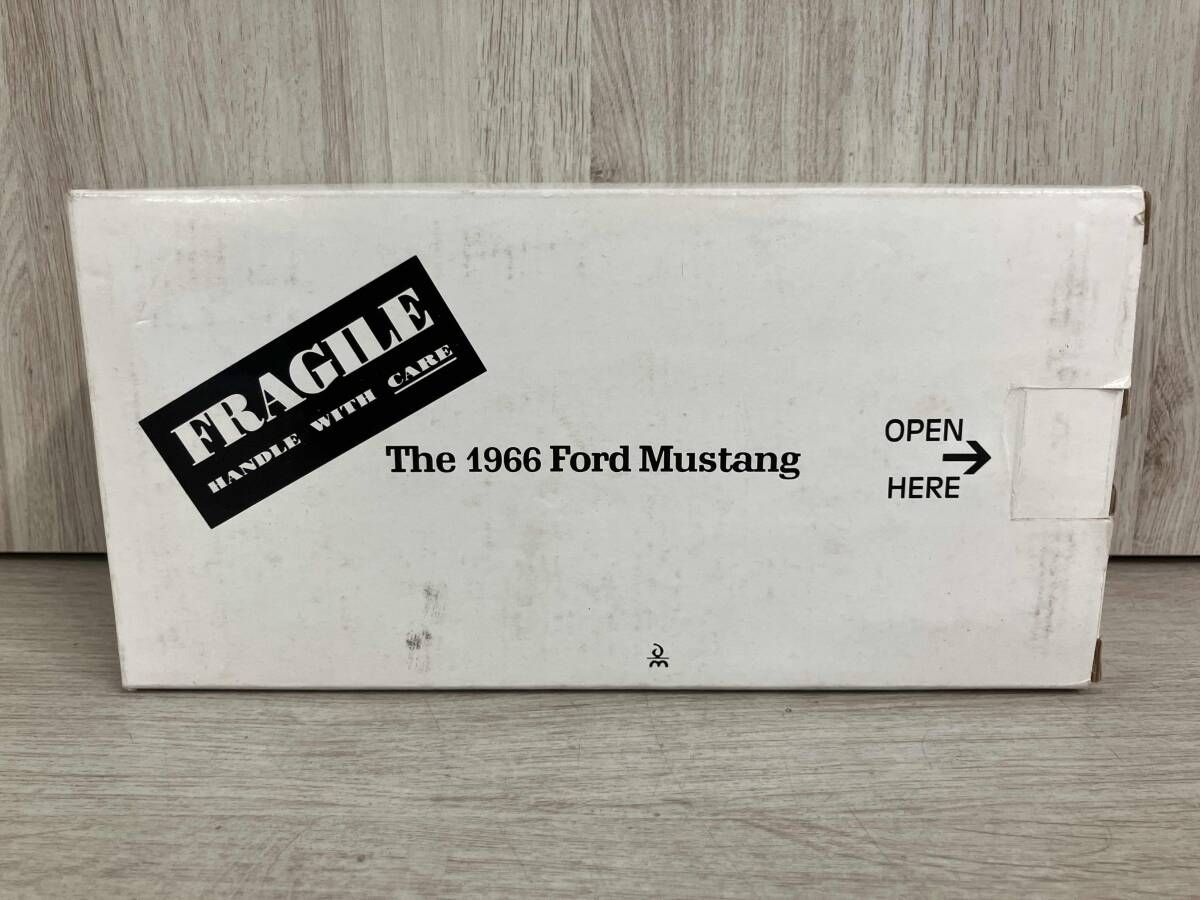 FRAGILE
HANDLE WITH CARE
The 1966 Ford Mustang
OPEN
HERE